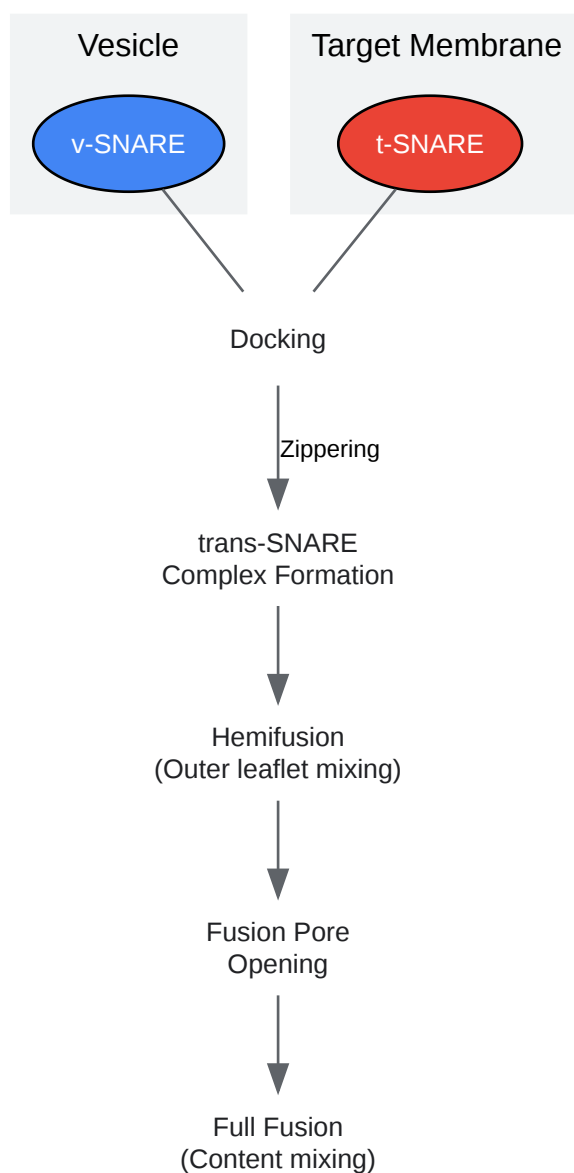 Vesicle
Target Membrane
v-SNARE
t-SNARE
Docking
Zippering
trans-SNARE
Complex Formation
Hemifusion
(Outer leaflet mixing)
Fusion Pore
Opening
Full Fusion
(Content mixing)